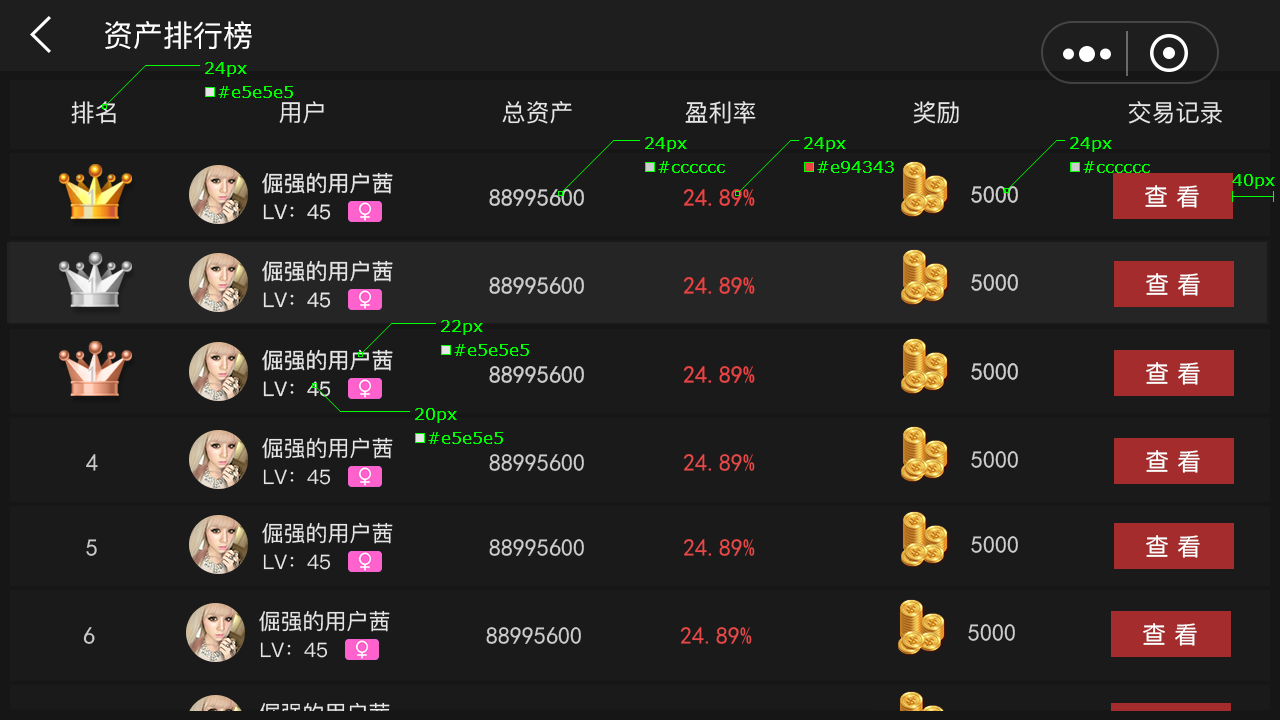 资产排行榜
24px
#e5e5e5
排名 用户 总资产 盈利率 奖励 交易记录
24px 24px 24px
#cccccc #e94343 #cccccc
40px
倔强的用户茜
LV：45 ♀ 88995600 24.89% 5000 查 看
倔强的用户茜
LV：45 ♀ 88995600 24.89% 5000 查 看
22px
#e5e5e5
倔强的用户茜
LV：45 ♀ 88995600 24.89% 5000 查 看
20px
#e5e5e5
倔强的用户茜
4 LV：45 ♀ 88995600 24.89% 5000 查 看
倔强的用户茜
5 LV：45 ♀ 88995600 24.89% 5000 查 看
倔强的用户茜
6 LV：45 ♀ 88995600 24.89% 5000 查 看